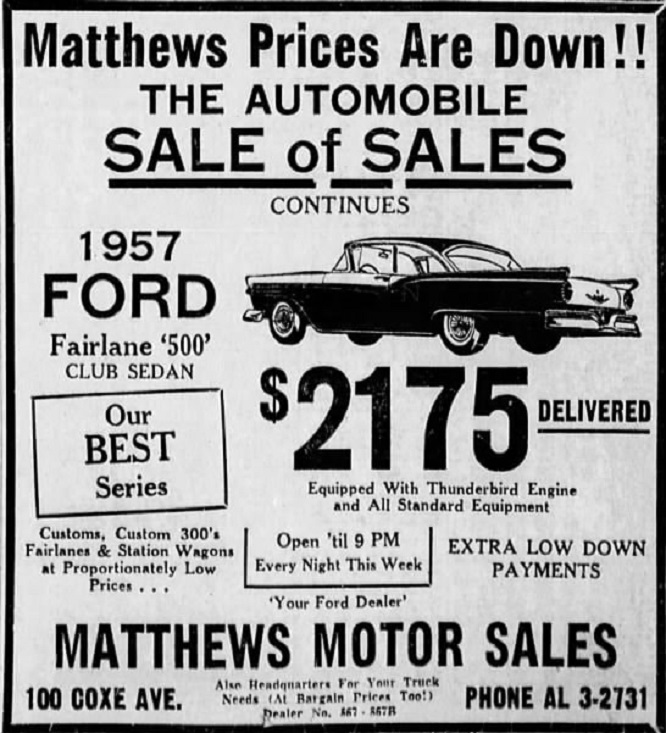 Matthews Prices Are Down!!
THE AUTOMOBILE
SALE of SALES
CONTINUES
1957
FORD
Fairlane '500'
CLUB SEDAN
Our
BEST
Series
$2175 DELIVERED
Equipped With Thunderbird Engine
and All Standard Equipment
Customs, Custom 300's
Fairlanes & Station Wagons
at Proportionately Low
Prices . . .
Open 'til 9 PM
Every Night This Week
EXTRA LOW DOWN
PAYMENTS
'Your Ford Dealer'
MATTHEWS MOTOR SALES
100 COXE AVE.
Also Headquarters For Your Truck
Needs (At Bargain Prices Too!)
Dealer No.
PHONE AL 3-2731